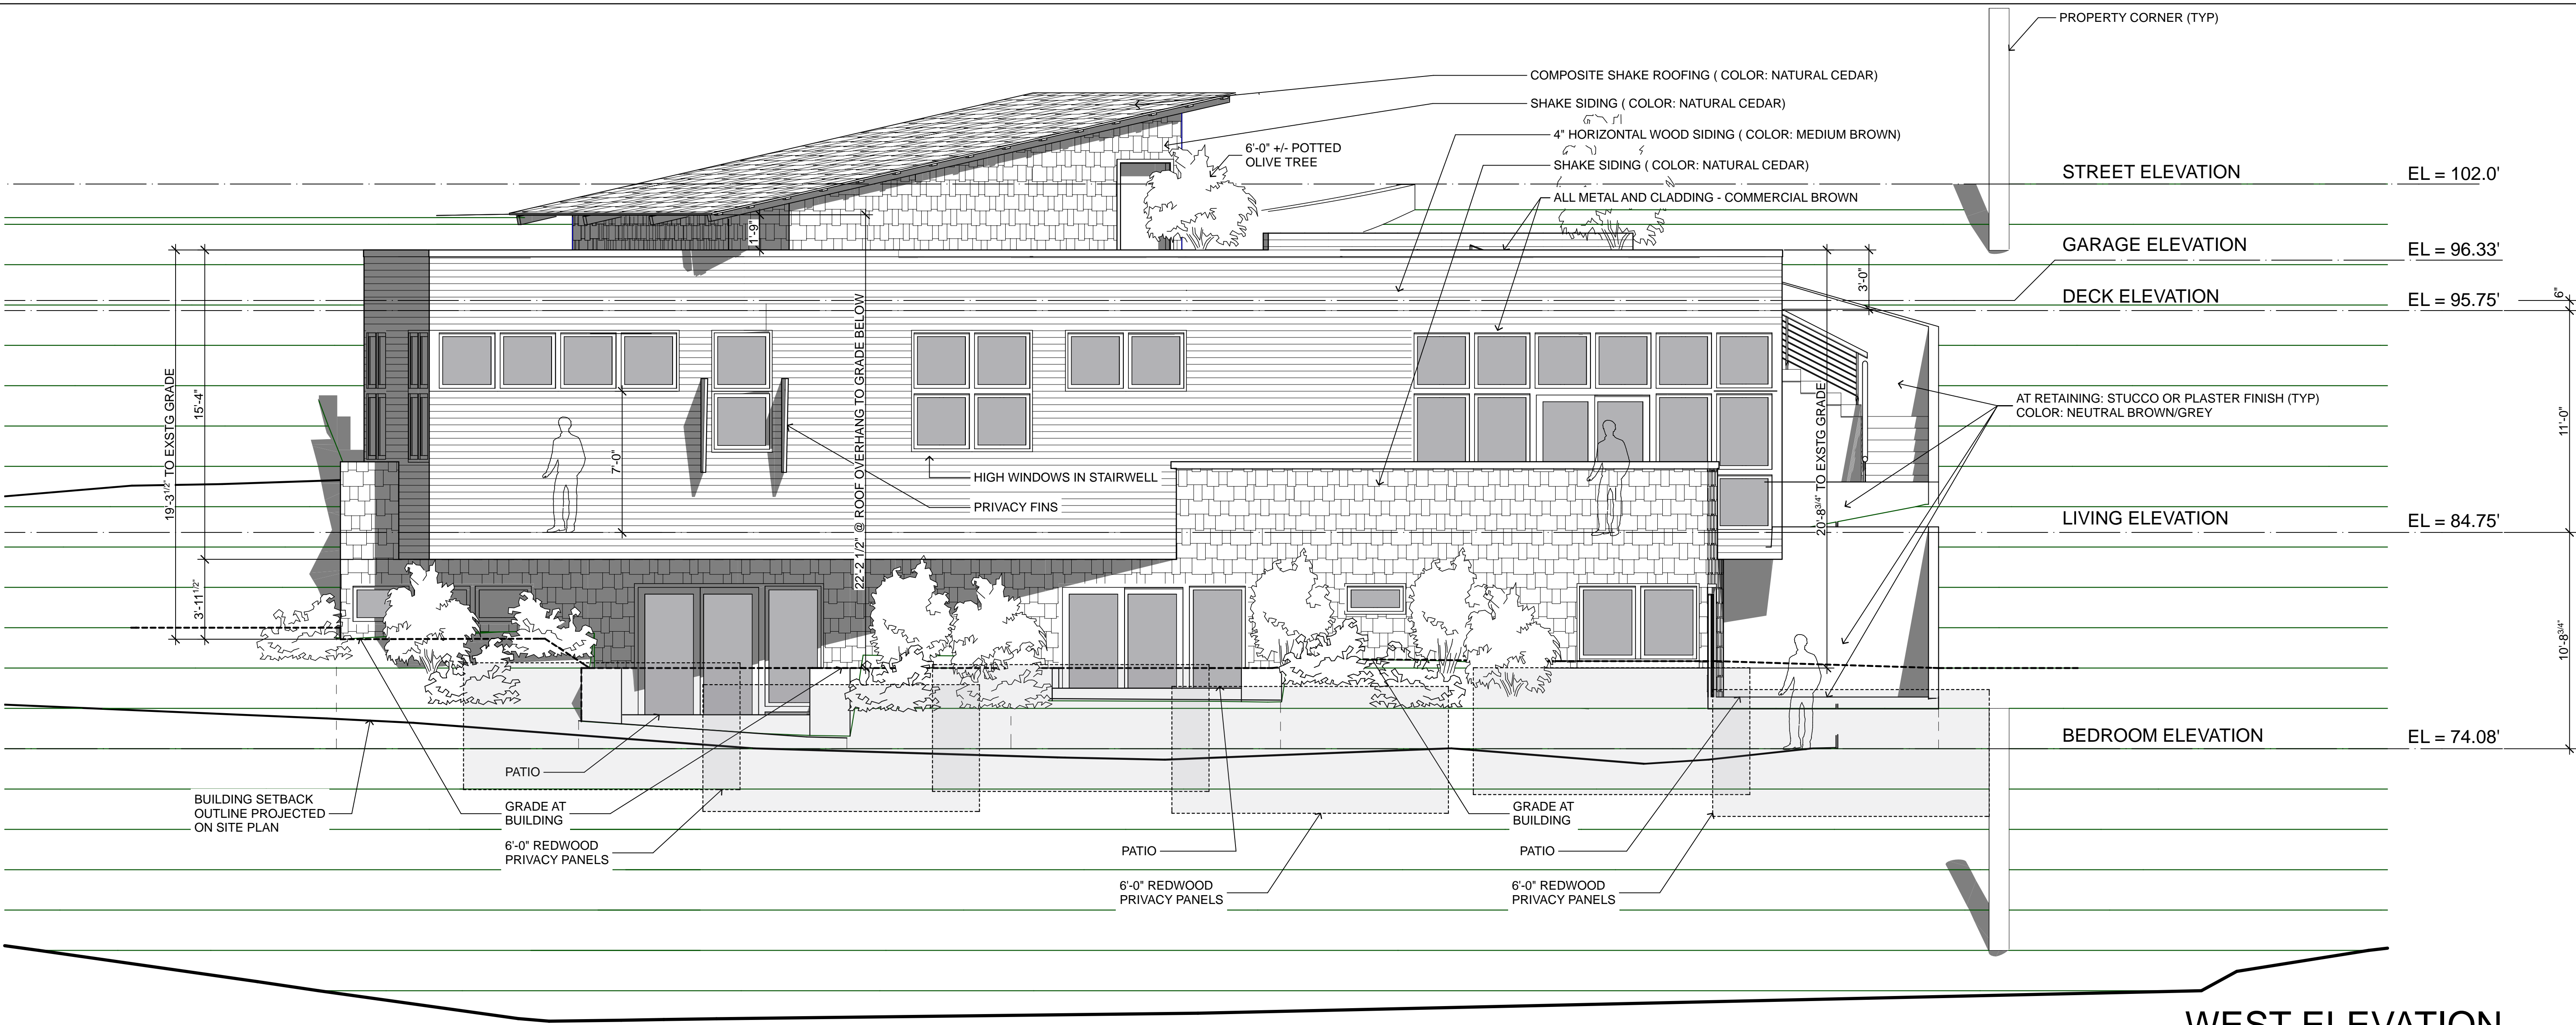 PROPERTY CORNER (TYP)
COMPOSITE SHAKE ROOFING ( COLOR: NATURAL CEDAR)
SHAKE SIDING ( COLOR: NATURAL CEDAR)
4" HORIZONTAL WOOD SIDING ( COLOR: MEDIUM BROWN)
6'-0" +/- POTTED
OLIVE TREE
SHAKE SIDING ( COLOR: NATURAL CEDAR)
ALL METAL AND CLADDING - COMMERCIAL BROWN
STREET ELEVATION EL = 102.0'
1'-9"
GARAGE ELEVATION EL = 96.33'
3'-0"
DECK ELEVATION EL = 95.75'
6"
19'-3 1/2" TO EXSTG GRADE
15'-4"
22'-2 1/2" @ ROOF OVERHANG TO GRADE BELOW
7'-0"
20'-8 3/4" TO EXSTG GRADE
AT RETAINING: STUCCO OR PLASTER FINISH (TYP)
COLOR: NEUTRAL BROWN/GREY
11'-0"
HIGH WINDOWS IN STAIRWELL
PRIVACY FINS
LIVING ELEVATION EL = 84.75'
3'-11 1/2"
10'-8 3/4"
BEDROOM ELEVATION EL = 74.08'
PATIO
BUILDING SETBACK
OUTLINE PROJECTED
ON SITE PLAN
GRADE AT
BUILDING
GRADE AT
BUILDING
6'-0" REDWOOD
PRIVACY PANELS
PATIO
PATIO
6'-0" REDWOOD
PRIVACY PANELS
6'-0" REDWOOD
PRIVACY PANELS
WEST ELEVATION